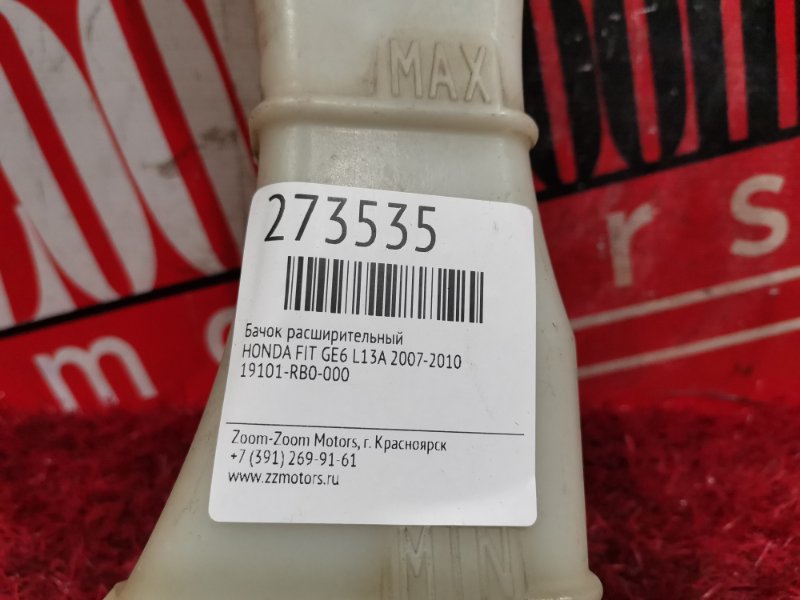 MAX
273535
Бачок расширительный
HONDA FIT GE6 L13A 2007-2010
19101-RB0-000
Zoom-Zoom Motors, г. Красноярск
+7 (391) 269-91-61
www.zzmotors.ru
MIN